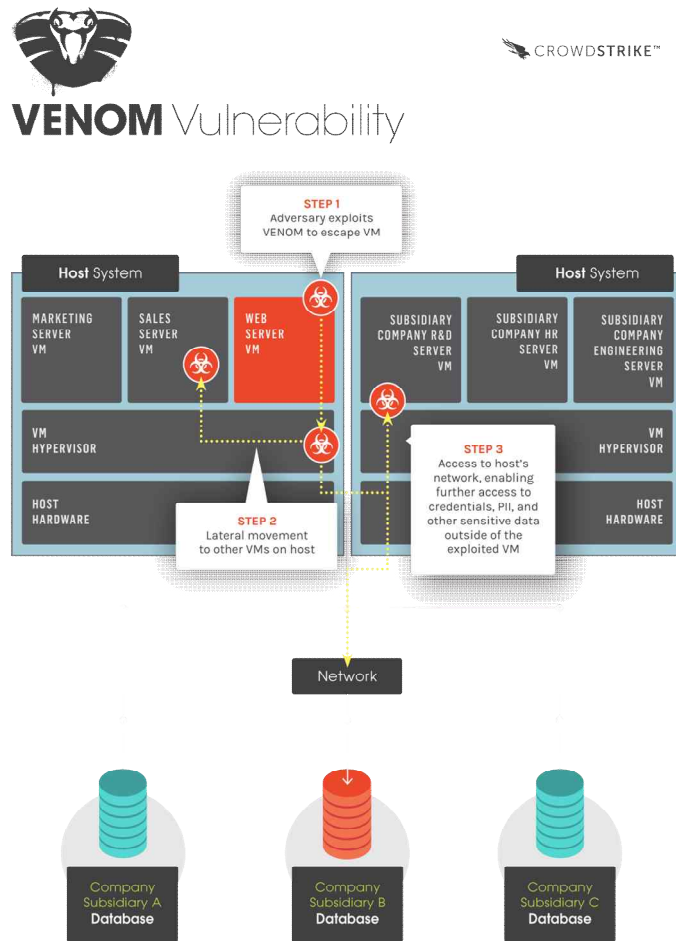 CROWDSTRIKE™
VENOM Vulnerability
STEP 1
Adversary exploits
VENOM to escape VM
Host System
Host System
MARKETING
SERVER
VM
SALES
SERVER
VM
WEB
SERVER
VM
SUBSIDIARY
COMPANY R&D
SERVER
VM
SUBSIDIARY
COMPANY HR
SERVER
VM
SUBSIDIARY
COMPANY
ENGINEERING
SERVER
VM
VM
HYPERVISOR
VM
HYPERVISOR
STEP 3
Access to host's
network, enabling
further access to
credentials, PII, and
other sensitive data
outside of the
exploited VM
HOST
HARDWARE
HOST
HARDWARE
STEP 2
Lateral movement
to other VMs on host
Network
Company
Subsidiary A
Database
Company
Subsidiary B
Database
Company
Subsidiary C
Database